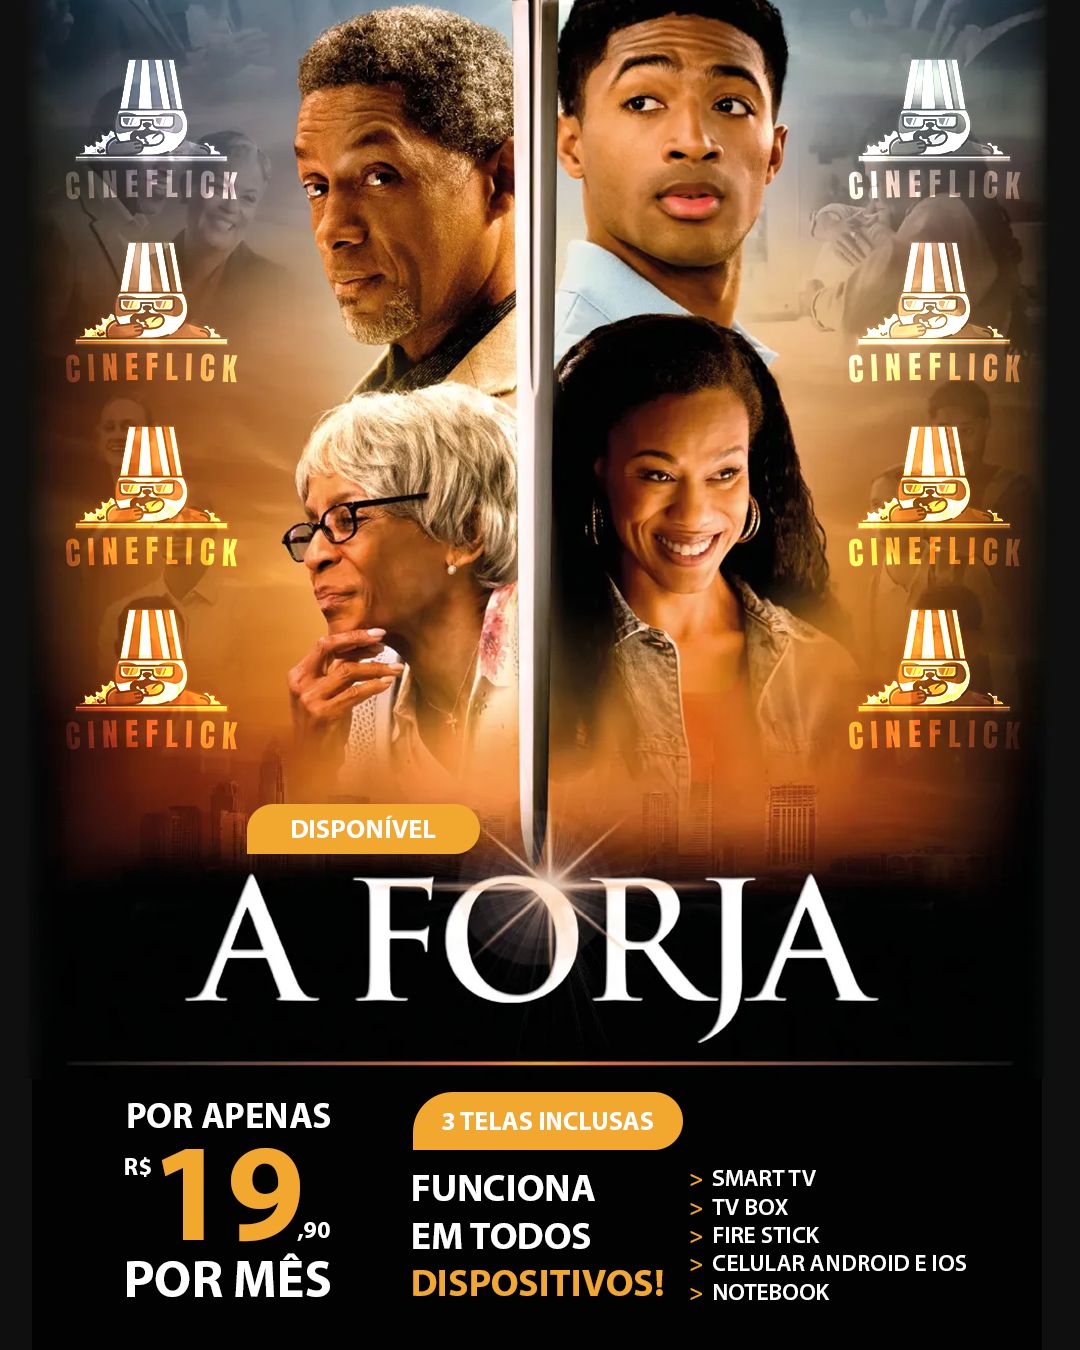 CINEFLICK
CINEFLICK
CINEFLICK
CINEFLICK
CINEFLICK
CINEFLICK
CINEFLICK
CINEFLICK
DISPONÍVEL
A FORJA
POR APENAS
R$ 19,90
POR MÊS
3 TELAS INCLUSAS
FUNCIONA
EM TODOS
DISPOSITIVOS!
> SMART TV
> TV BOX
> FIRE STICK
> CELULAR ANDROID E IOS
> NOTEBOOK